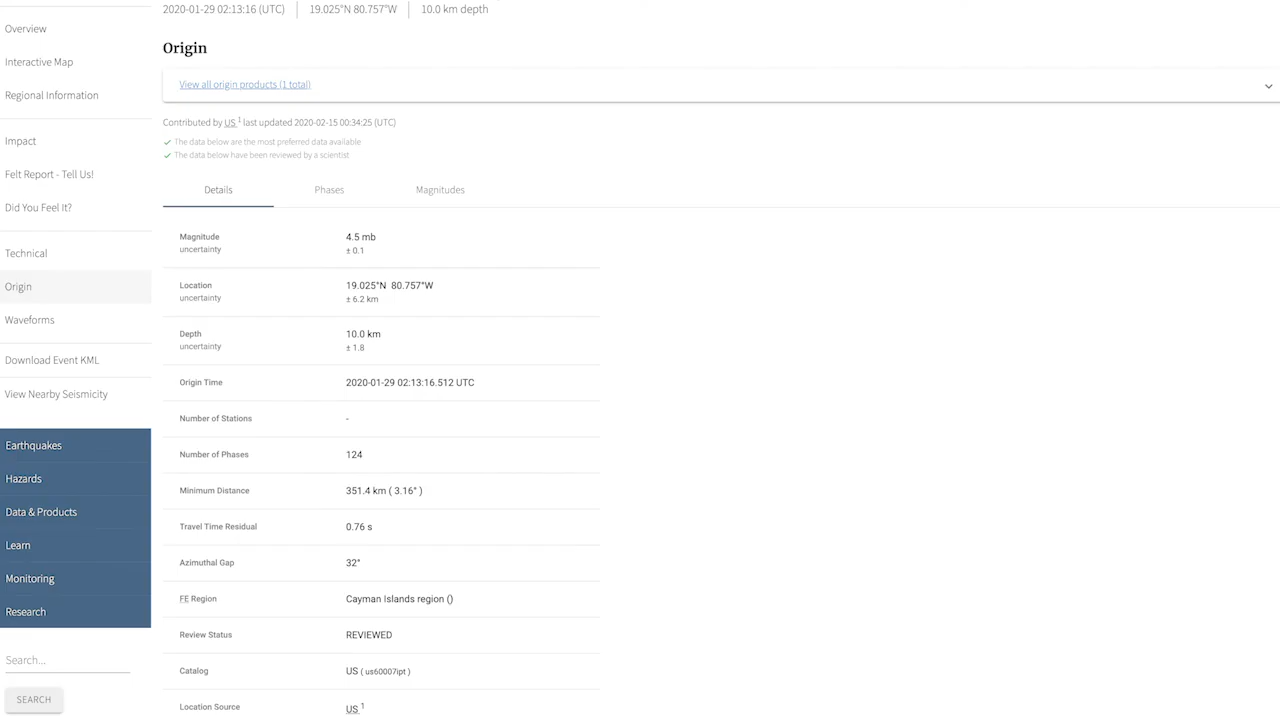 2020-01-29 02:13:16 (UTC) 19.025°N 80.757°W 10.0 km depth
Overview
Interactive Map
Regional Information
Impact
Felt Report - Tell Us!
Did You Feel It?
Technical
Origin
Waveforms
Download Event KML
View Nearby Seismicity
Earthquakes
Hazards
Data & Products
Learn
Monitoring
Research
Search...
SEARCH
Origin
View all origin products (1 total)
Contributed by US 1 last updated 2020-02-15 00:34:25 (UTC)
The data below are the most preferred data available
The data below have been reviewed by a scientist
Details Phases Magnitudes
Magnitude 4.5 mb
uncertainty ± 0.1
Location 19.025°N 80.757°W
uncertainty ± 6.2 km
Depth 10.0 km
uncertainty ± 1.8
Origin Time 2020-01-29 02:13:16.512 UTC
Number of Stations -
Number of Phases 124
Minimum Distance 351.4 km ( 3.16° )
Travel Time Residual 0.76 s
Azimuthal Gap 32°
FE Region Cayman Islands region ()
Review Status REVIEWED
Catalog US ( us60007ipt )
Location Source US 1